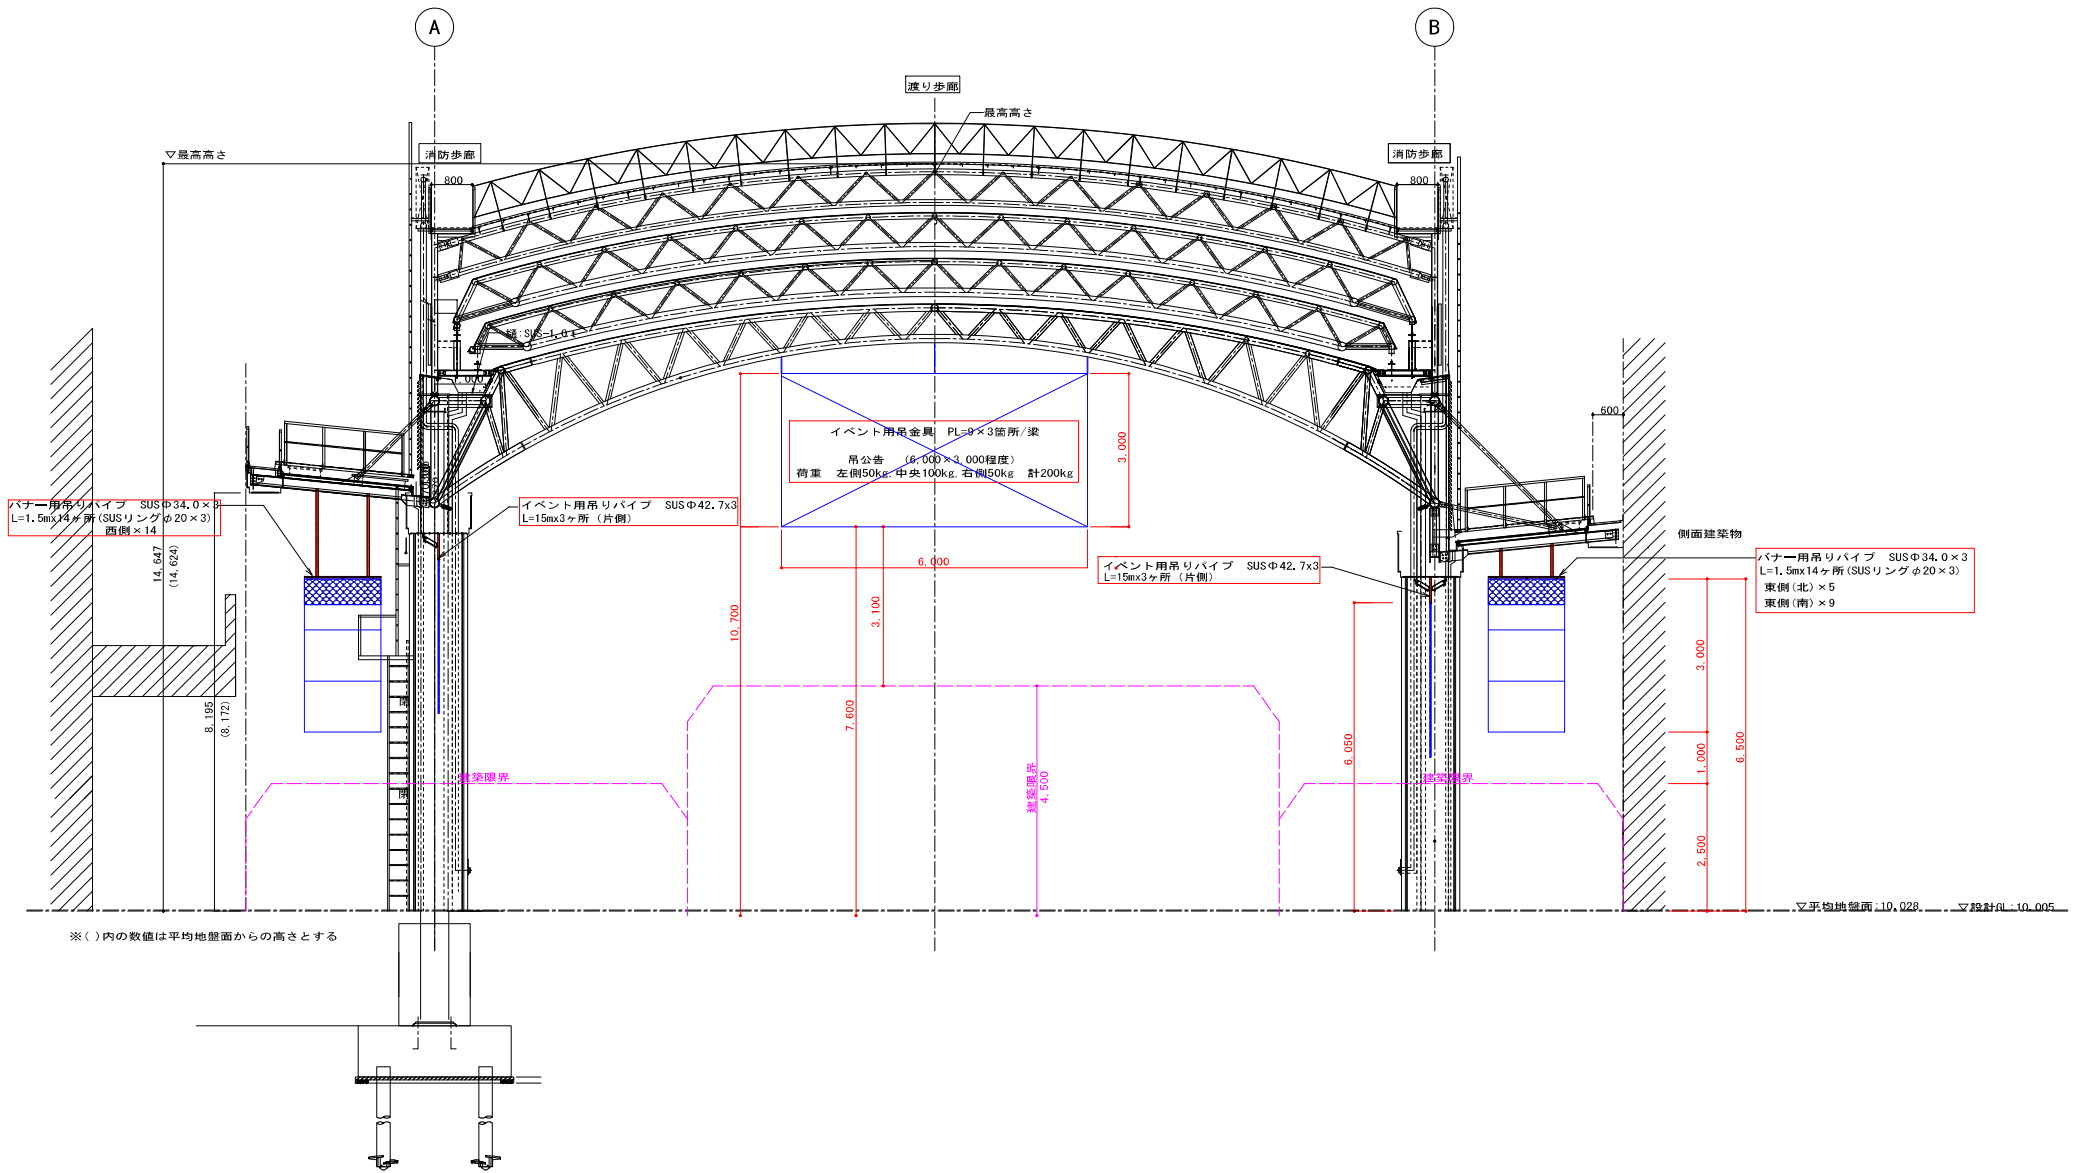 A
B
渡り歩廊
最高高さ
▽最高高さ
消防歩廊
消防歩廊
800
800
樋:SUS-1.0t
600
イベント用吊金具 PL=9×3箇所/梁
吊公告 (6,000×3,000程度)
荷重 左側50kg.中央100kg.右側50kg 計200kg
3,000
バナー用吊りパイプ SUSΦ34.0×3
L=1.5mx14ヶ所(SUSリングφ20×3)
西側×14
イベント用吊りパイプ SUSΦ42.7x3
L=15mx3ヶ所 (片側)
イベント用吊りパイプ SUSΦ42.7x3
L=15mx3ヶ所 (片側)
側面建築物
バナー用吊りパイプ SUSΦ34.0×3
L=1.5mx14ヶ所(SUSリングφ20×3)
東側(北)×5
東側(南)×9
6,000
14,647
(14,624)
8,195
(8,172)
10,700
3,100
7,600
6,050
3,000
1,000
6,500
2,500
建築限界
建築限界
4,500
建築限界
▽平均地盤面:10,028
▽設計GL:10,005
※( )内の数値は平均地盤面からの高さとする